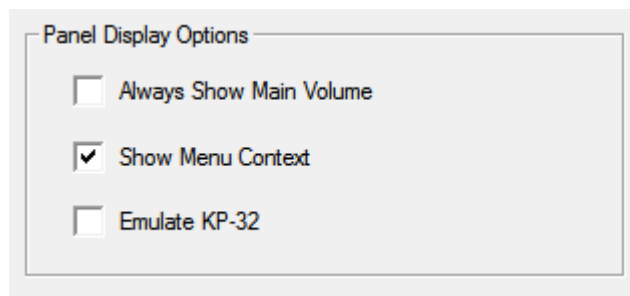 Panel Display Options
Always Show Main Volume
Show Menu Context
Emulate KP-32